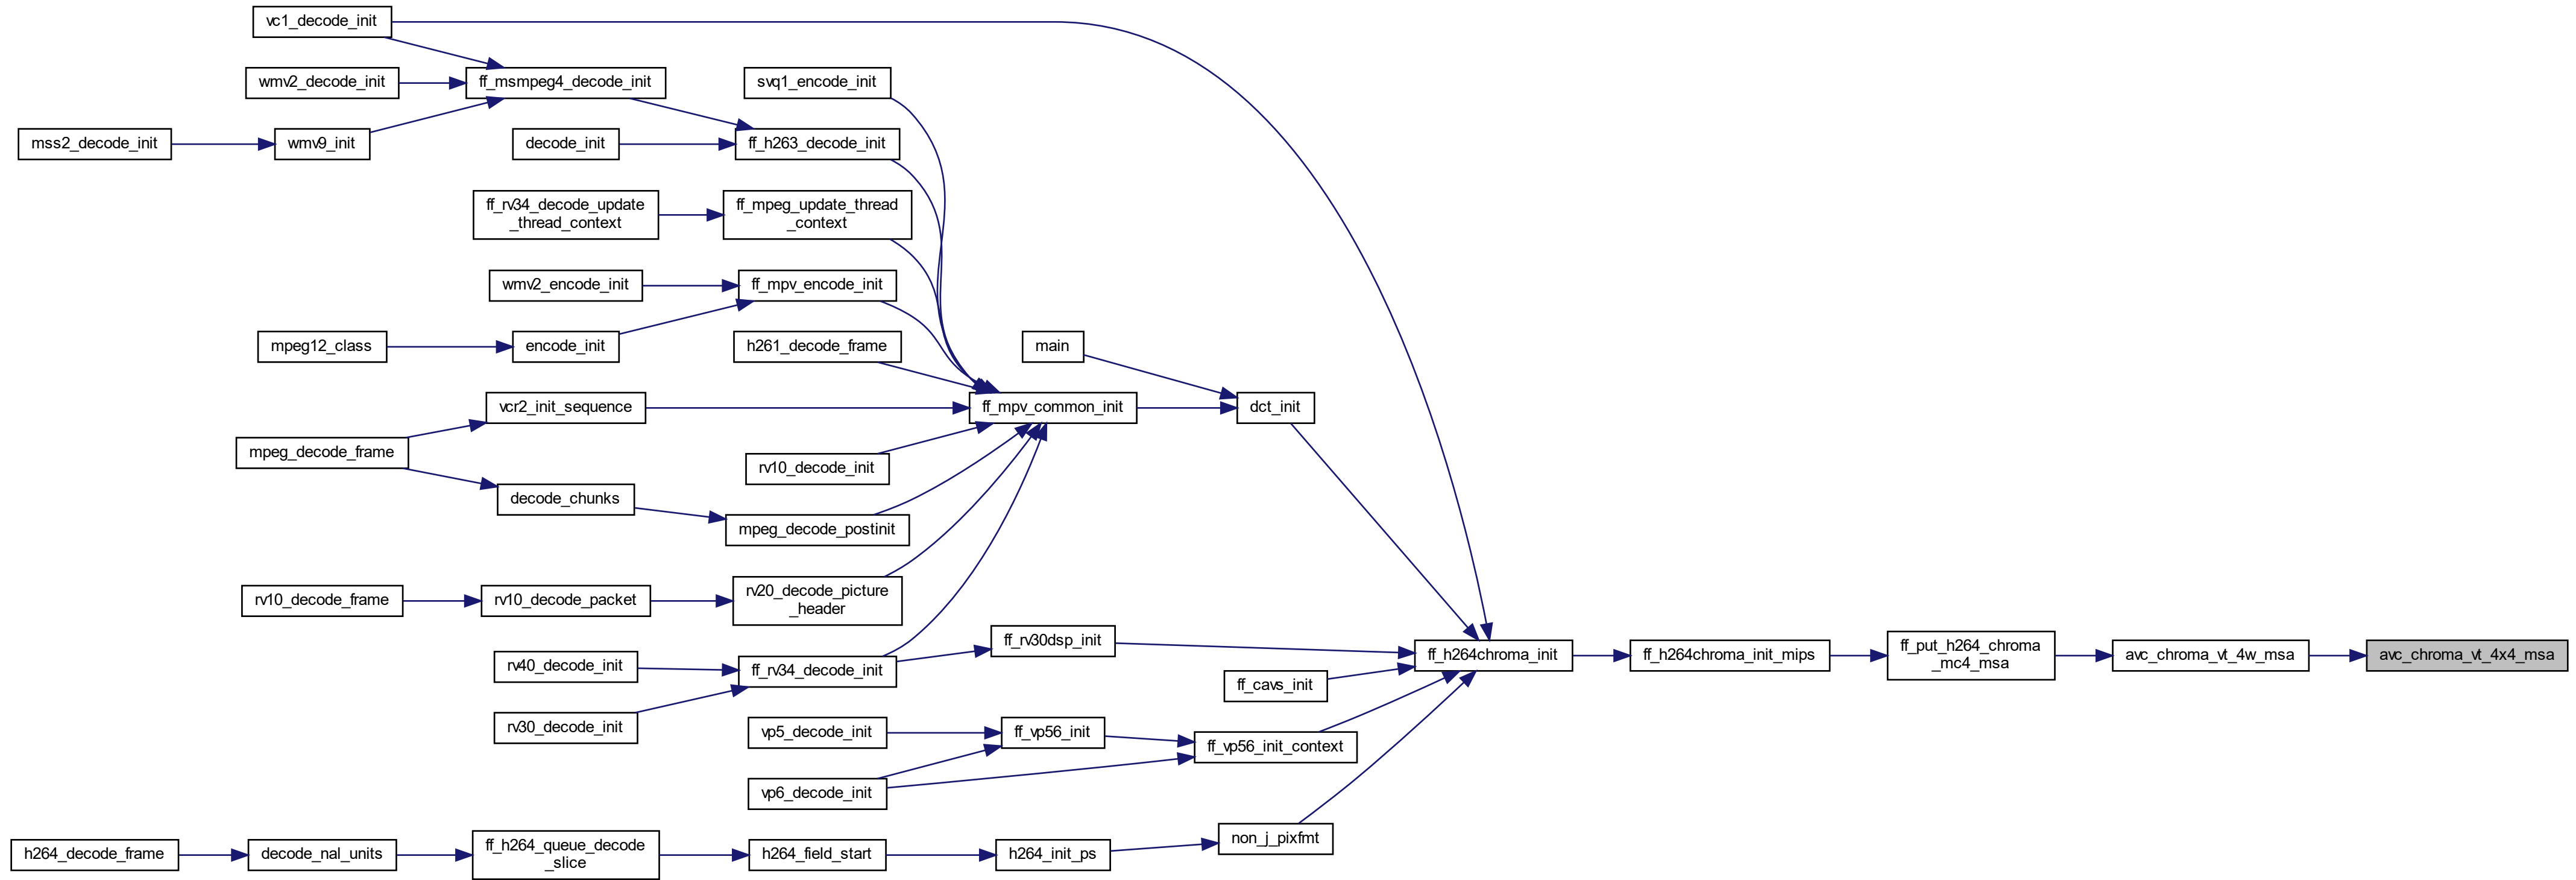 vc1_decode_init
wmv2_decode_init
ff_msmpeg4_decode_init
svq1_encode_init
mss2_decode_init
wmv9_init
decode_init
ff_h263_decode_init
ff_rv34_decode_update
_thread_context
ff_mpeg_update_thread
_context
wmv2_encode_init
ff_mpv_encode_init
mpeg12_class
encode_init
h261_decode_frame
main
vcr2_init_sequence
ff_mpv_common_init
dct_init
mpeg_decode_frame
rv10_decode_init
decode_chunks
mpeg_decode_postinit
rv10_decode_frame
rv10_decode_packet
rv20_decode_picture
_header
rv40_decode_init
ff_rv34_decode_init
ff_rv30dsp_init
ff_h264chroma_init
ff_h264chroma_init_mips
ff_put_h264_chroma
_mc4_msa
avc_chroma_vt_4w_msa
avc_chroma_vt_4x4_msa
ff_cavs_init
rv30_decode_init
vp5_decode_init
ff_vp56_init
ff_vp56_init_context
vp6_decode_init
non_j_pixfmt
h264_decode_frame
decode_nal_units
ff_h264_queue_decode
_slice
h264_field_start
h264_init_ps